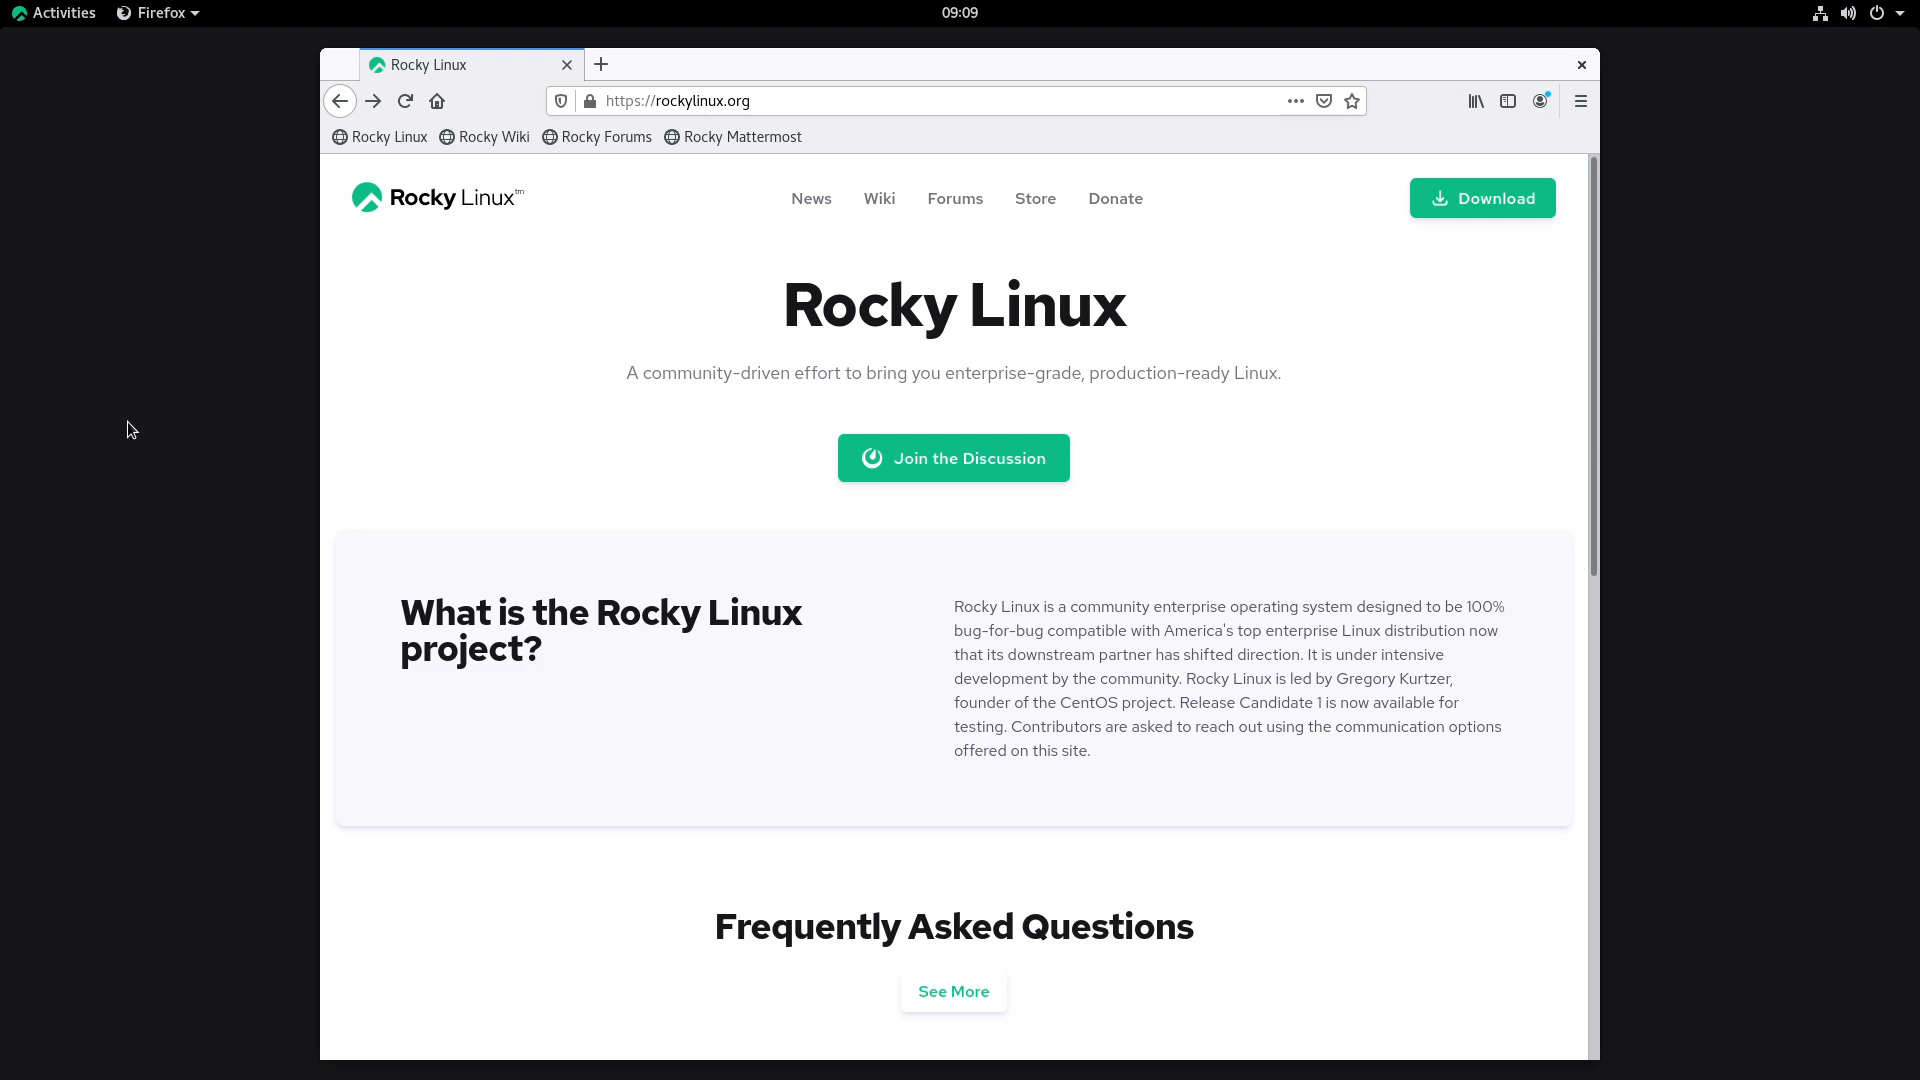 Activities Firefox 09:09
Rocky Linux
https://rockylinux.org
Rocky Linux Rocky Wiki Rocky Forums Rocky Mattermost
Rocky Linux™ News Wiki Forums Store Donate Download
Rocky Linux
A community-driven effort to bring you enterprise-grade, production-ready Linux.
Join the Discussion
What is the Rocky Linux
project?
Rocky Linux is a community enterprise operating system designed to be 100%
bug-for-bug compatible with America's top enterprise Linux distribution now
that its downstream partner has shifted direction. It is under intensive
development by the community. Rocky Linux is led by Gregory Kurtzer,
founder of the CentOS project. Release Candidate 1 is now available for
testing. Contributors are asked to reach out using the communication options
offered on this site.
Frequently Asked Questions
See More